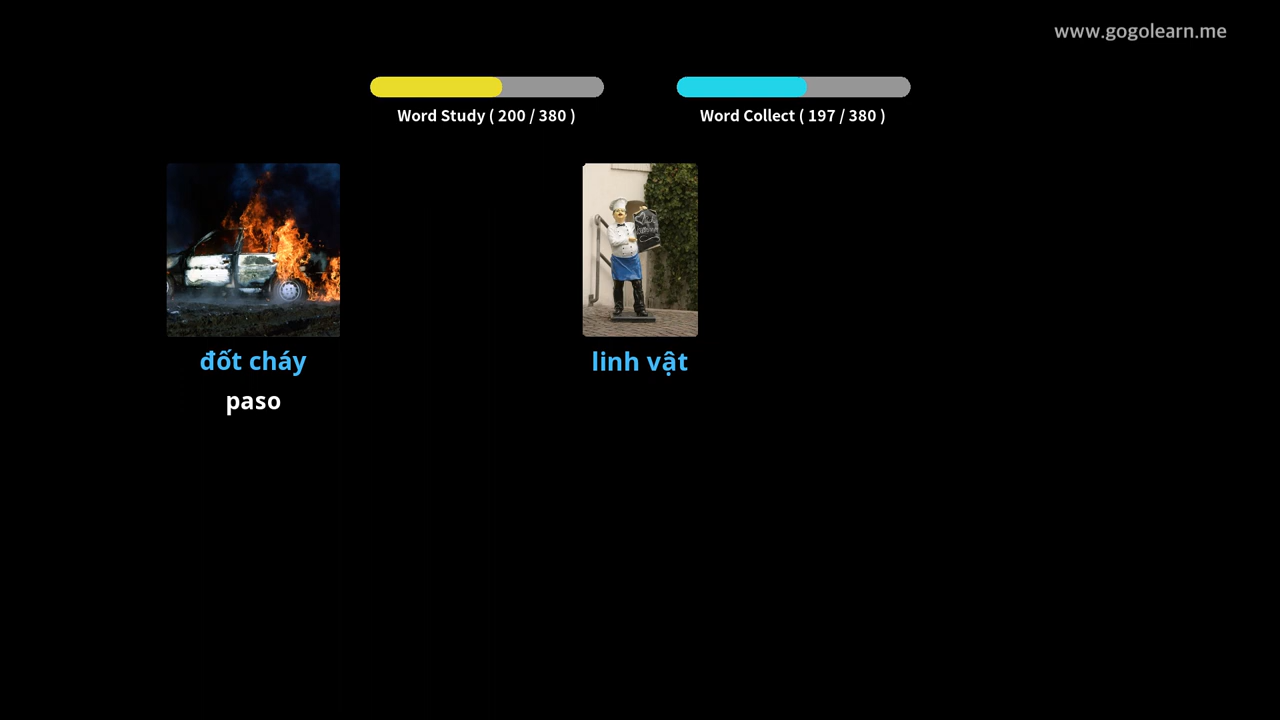 www.gogolearn.me
Word Study ( 200 / 380 )
Word Collect ( 197 / 380 )
đốt cháy
paso
linh vật